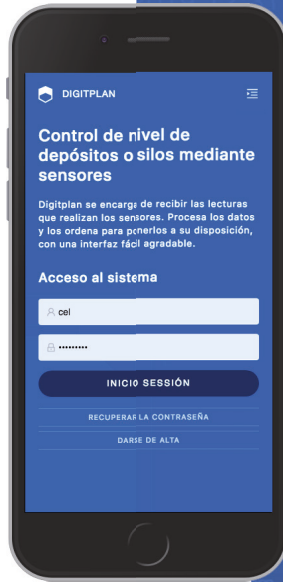 DIGITPLAN
Control de nivel de
depósitos o silos mediante
sensores
Digitplan se encarga de recibir las lecturas
que realizan los sensores. Procesa los datos
y los ordena para ponerlos a su disposición,
con una interfaz fácil agradable.
Acceso al sistema
cel
•••••••••
INICIO SESSIÓN
RECUPERAR LA CONTRASEÑA
DARSE DE ALTA